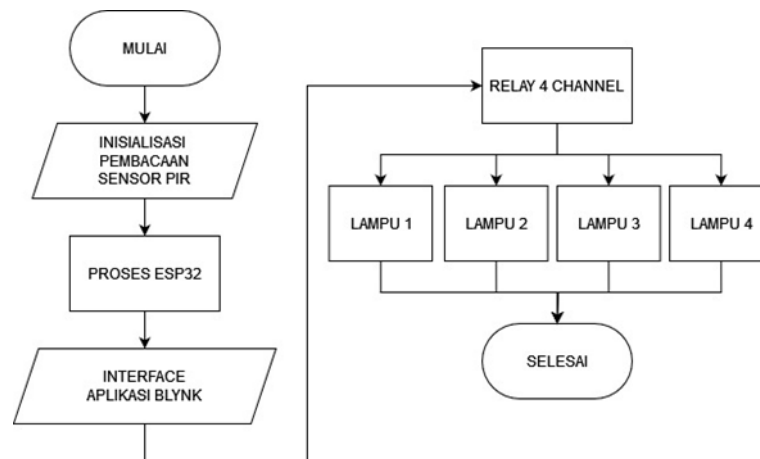 MULAI
INISIALISASI
PEMBACAAN
SENSOR PIR
PROSES ESP32
INTERFACE
APLIKASI BLYNK
RELAY 4 CHANNEL
LAMPU 1
LAMPU 2
LAMPU 3
LAMPU 4
SELESAI